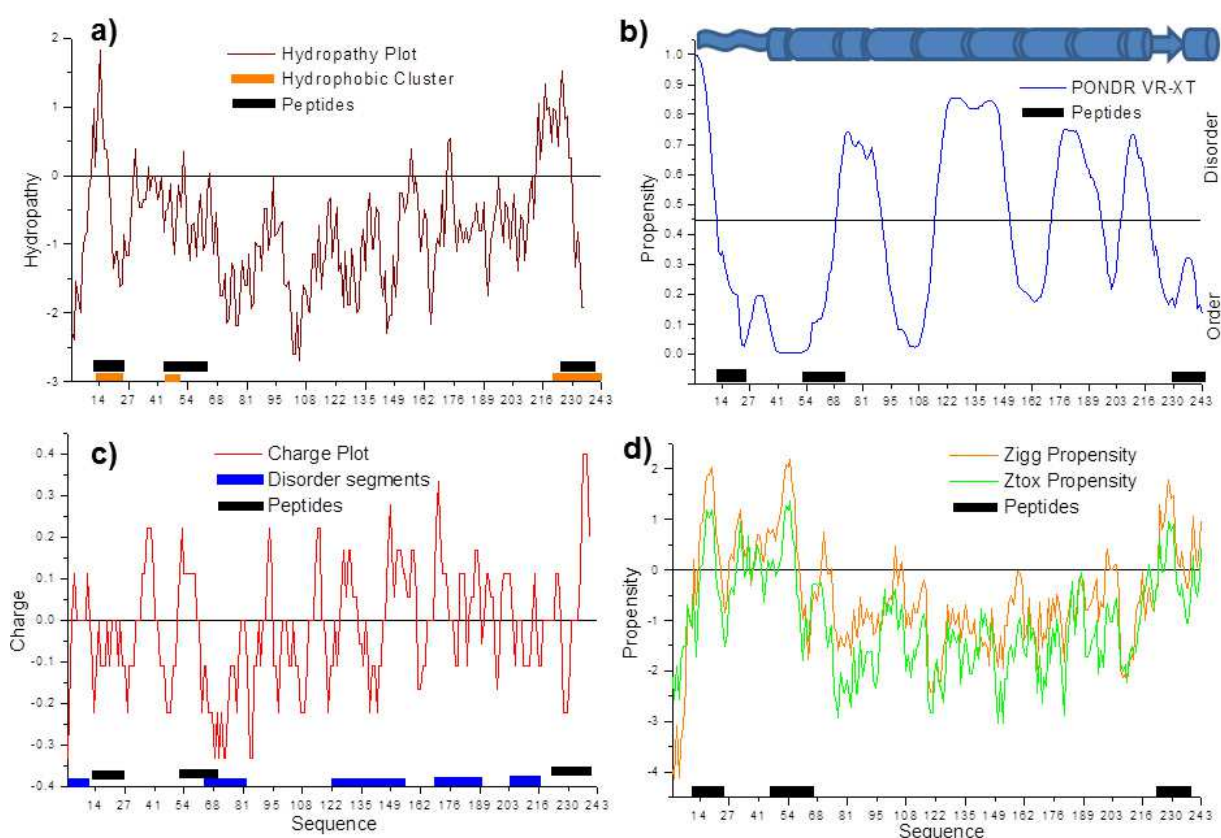 a)
Hydropathy Plot
Hydrophobic Cluster
Peptides
2
1
0
-1
-2
-3
Hydropathy
14 27 41 54 68 81 95 108 122 135 149 162 176 189 203 216 230 243
b)
PONDR VR-XT
Peptides
1.0
0.9
0.7
0.6
0.4
0.3
0.1
0.0
Propensity
Disorder
Order
14 27 41 54 68 81 95 108 122 135 149 162 176 189 203 216 230 243
c)
Charge Plot
Disorder segments
Peptides
0.4
0.3
0.2
0.1
0.0
-0.1
-0.2
-0.3
-0.4
Charge
14 27 41 54 68 81 95 108 122 135 149 162 176 189 203 216 230 243
Sequence
d)
Zigg Propensity
Ztox Propensity
Peptides
2
1
0
-1
-2
-3
-4
Propensity
14 27 41 54 68 81 95 108 122 135 149 162 176 189 203 216 230 243
Sequence